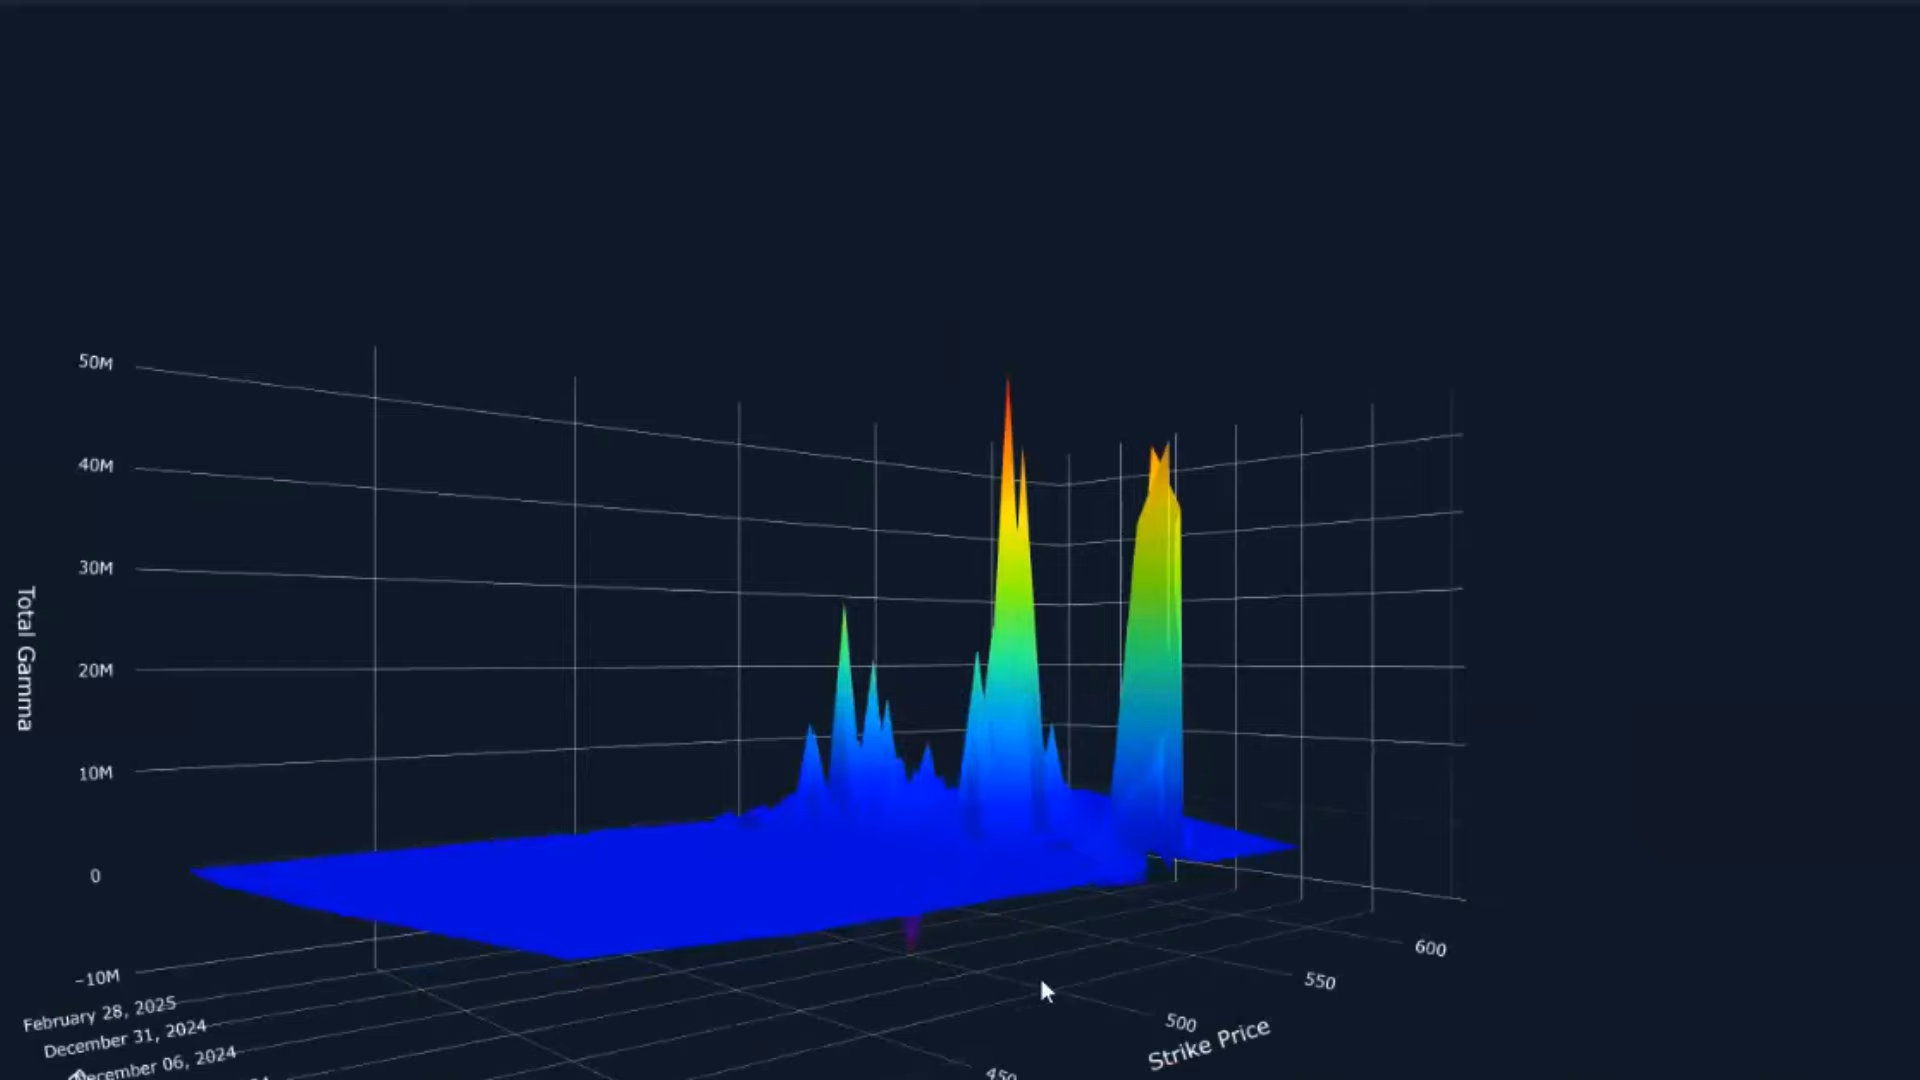 50M
40M
30M
20M
10M
0
-10M
Total Gamma
February 28, 2025
December 31, 2024
December 06, 2024
600
550
500
450
Strike Price